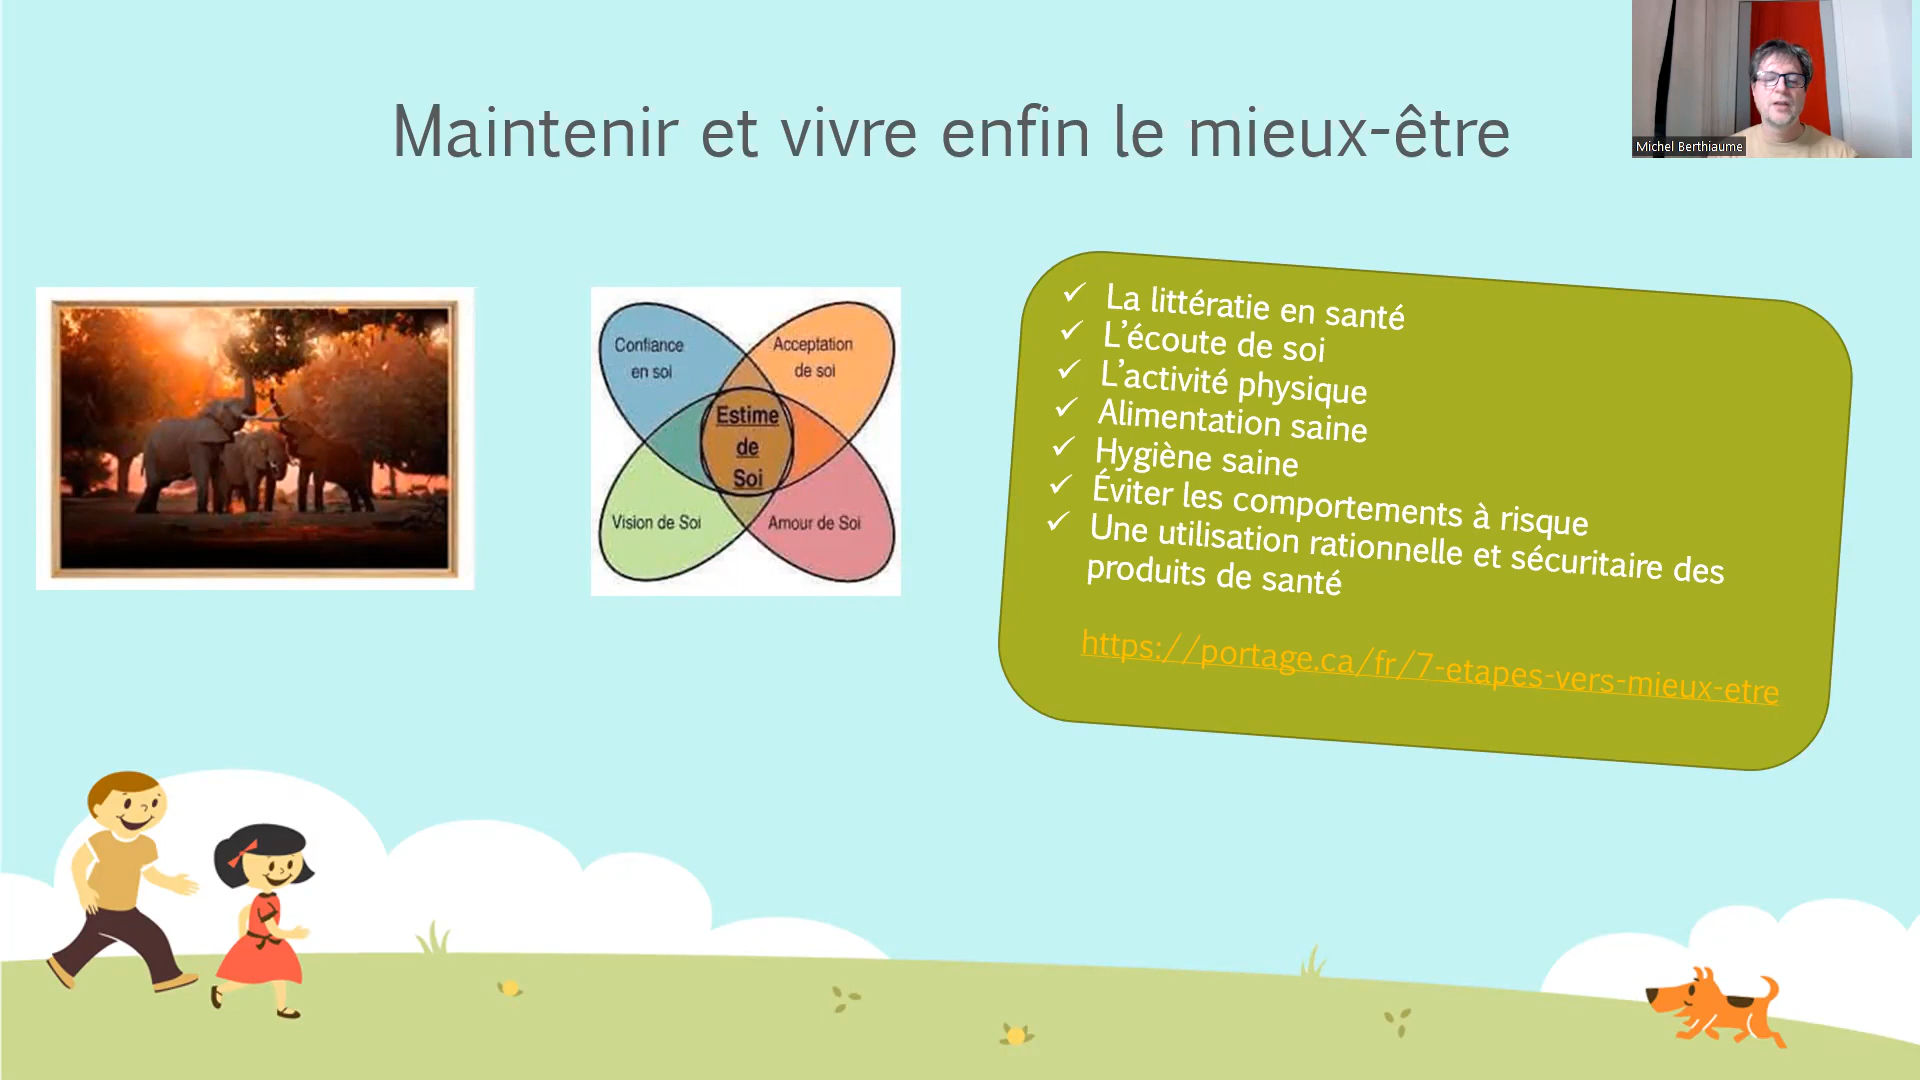 Maintenir et vivre enfin le mieux-être
Michel Berthiaume
Confiance
en soi
Acceptation
de soi
Estime
de
Soi
Vision de Soi
Amour de Soi
✓ La littératie en santé
✓ L’écoute de soi
✓ L’activité physique
✓ Alimentation saine
✓ Hygiène saine
✓ Éviter les comportements à risque
✓ Une utilisation rationnelle et sécuritaire des
produits de santé
https://portage.ca/fr/7-etapes-vers-mieux-etre